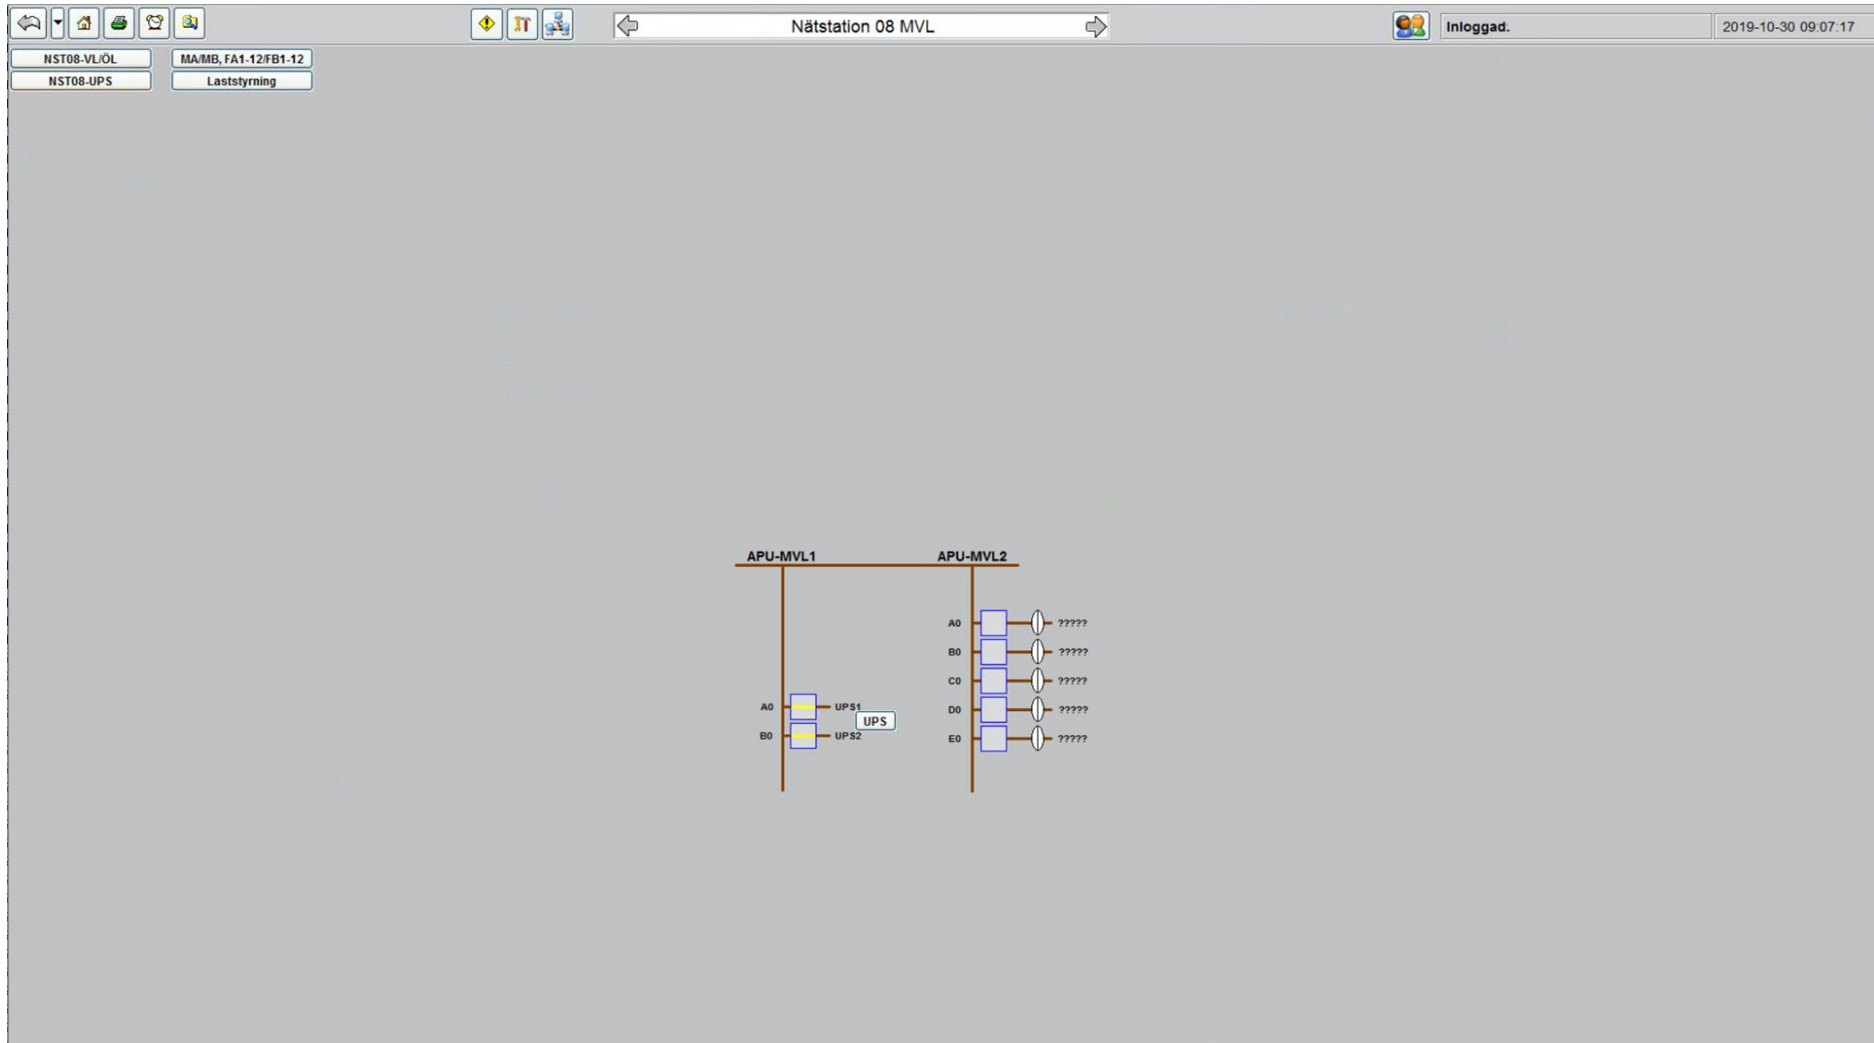 Nätstation 08 MVL
Inloggad.
2019-10-30 09:07:17
NST08-VL/ÖL
MA/MB, FA1-12/FB1-12
NST08-UPS
Laststyrning
APU-MVL1
APU-MVL2
A0 ?????
B0 ?????
C0 ?????
A0 UPS1
D0 ?????
UPS
B0 UPS2
E0 ?????